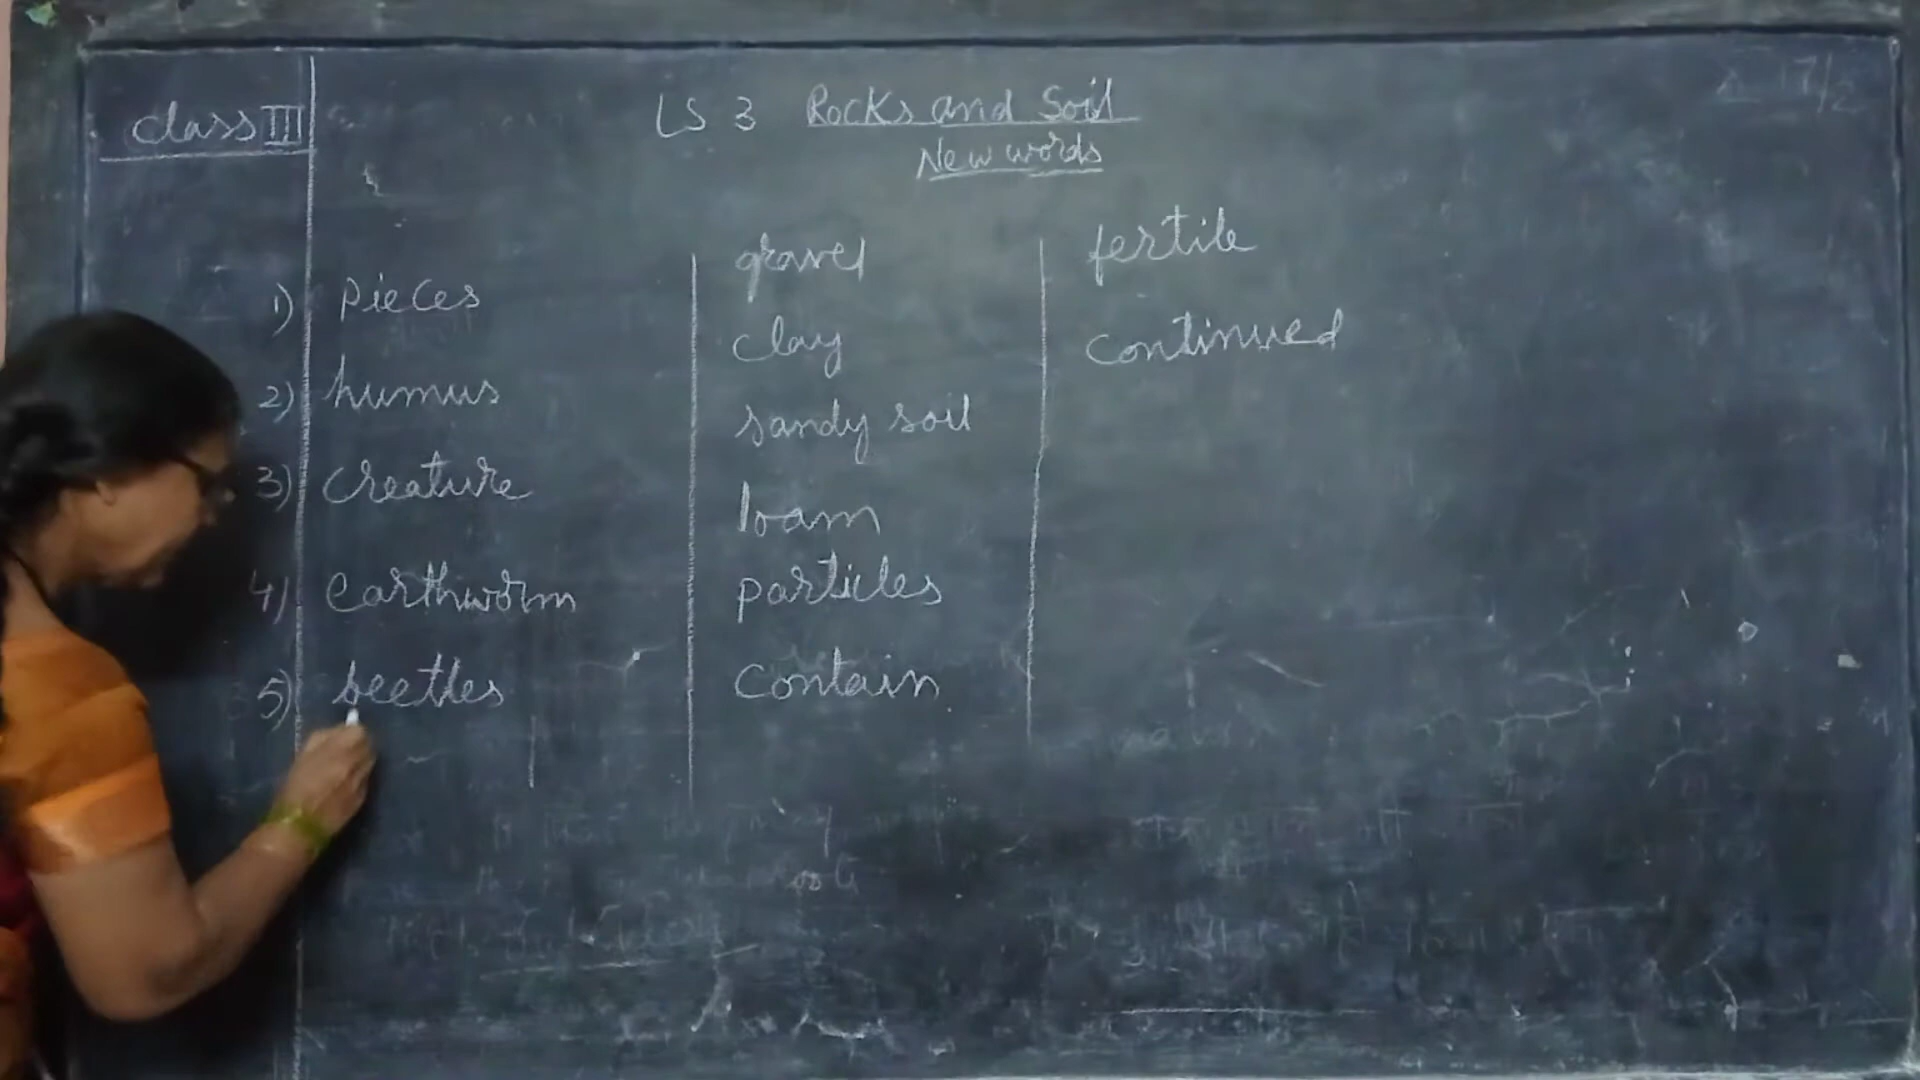 class III
LS 3 Rocks and Soil
New words
1) pieces
2) humus
3) creature
4) earthworm
5) beetles
gravel
clay
sandy soil
loam
particles
contain
fertile
continued